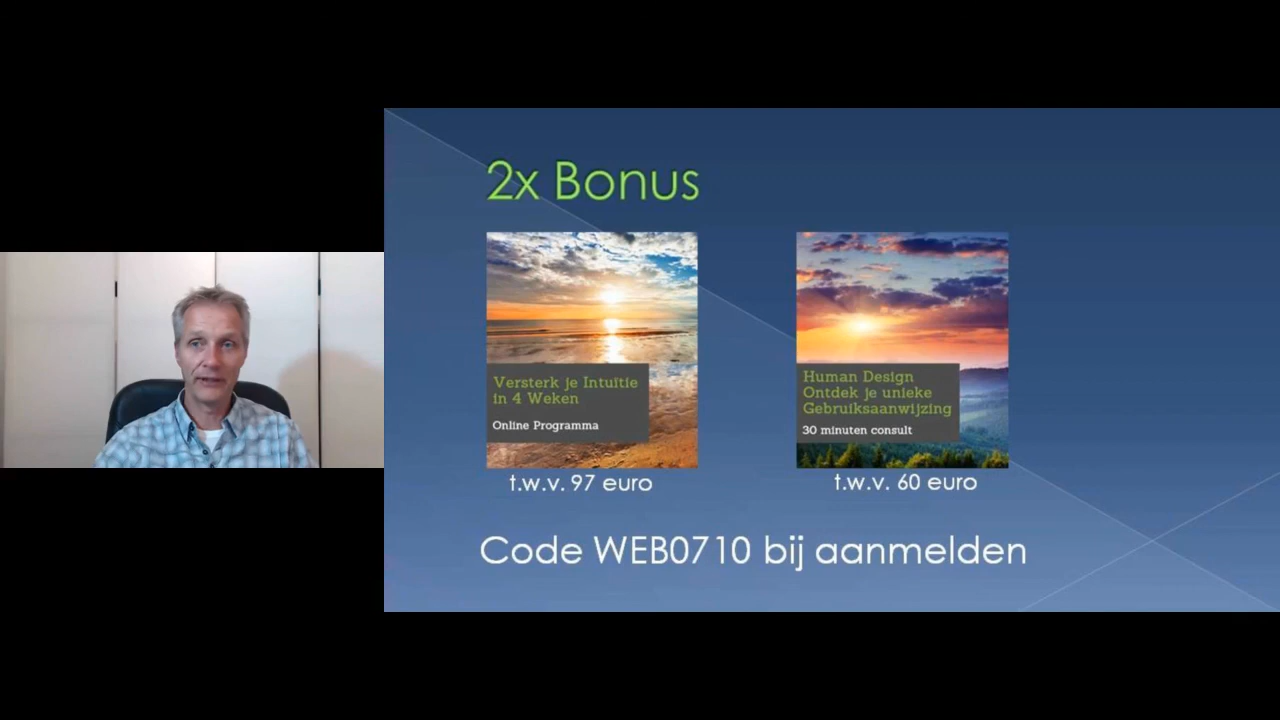 2x Bonus
Versterk je Intuïtie
in 4 Weken
Online Programma
t.w.v. 97 euro
Human Design
Ontdek je unieke
Gebruiksaanwijzing
30 minuten consult
t.w.v. 60 euro
Code WEB0710 bij aanmelden